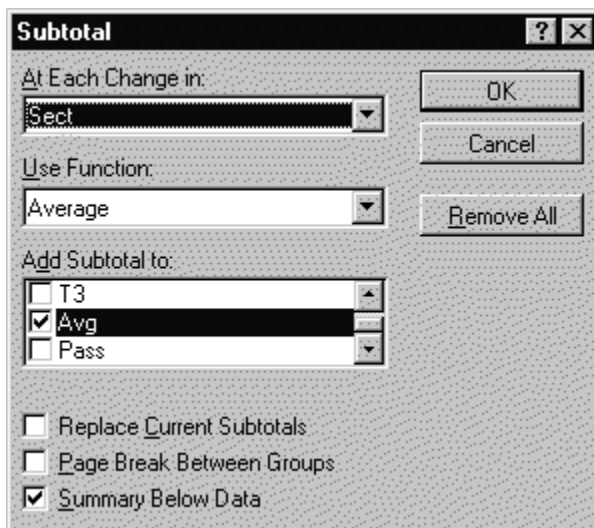 Subtotal
At Each Change in:
Sect
Use Function:
Average
Add Subtotal to:
T3
Avg
Pass
Replace Current Subtotals
Page Break Between Groups
Summary Below Data
?
OK
Cancel
Remove All